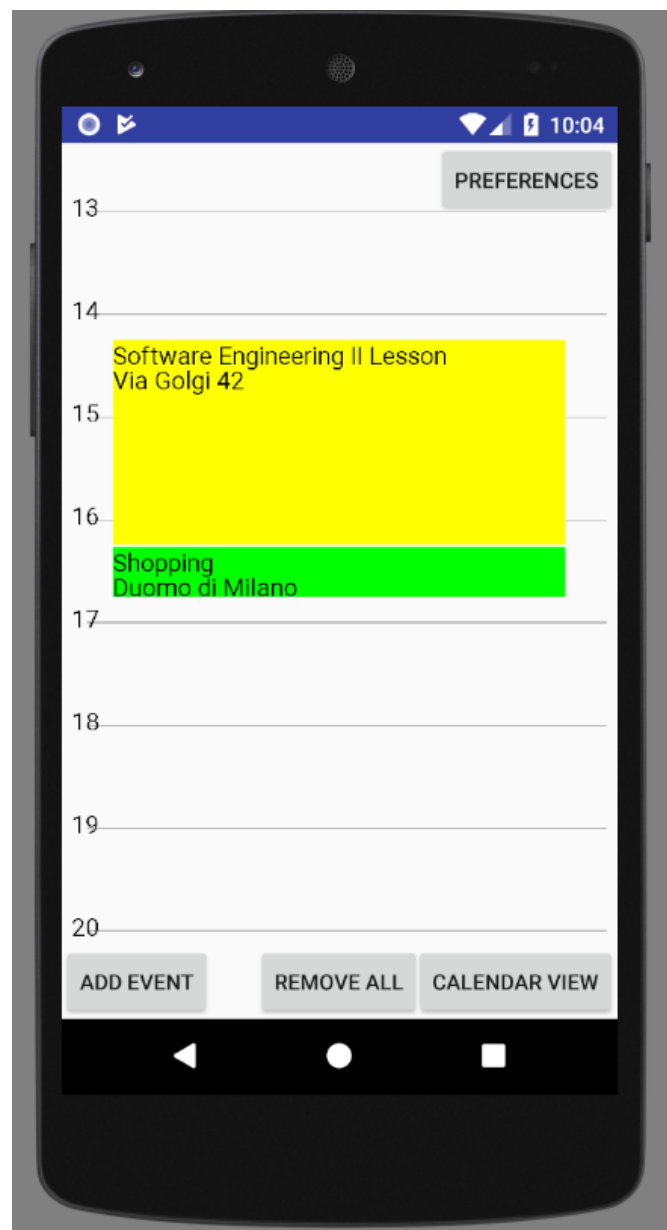 10:04
PREFERENCES
13
14
Software Engineering II Lesson
Via Golgi 42
15
16
Shopping
Duomo di Milano
17
18
19
20
ADD EVENT REMOVE ALL CALENDAR VIEW